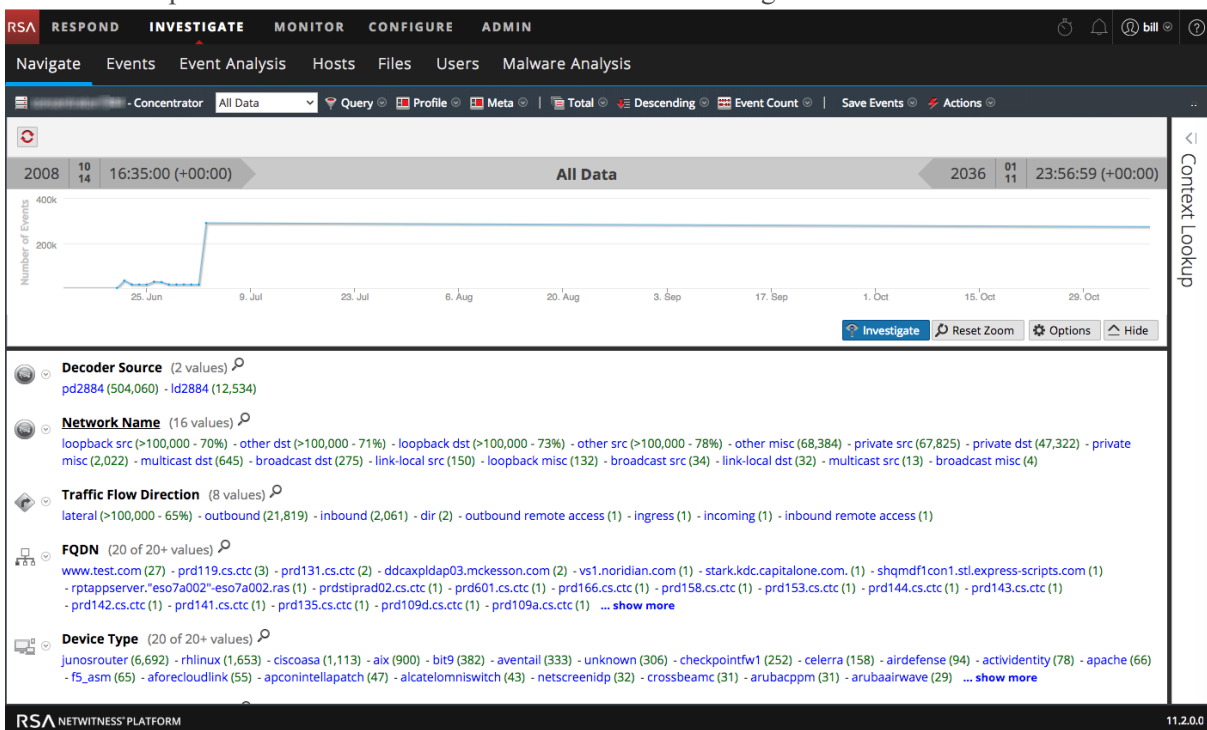 RSA RESPOND INVESTIGATE MONITOR CONFIGURE ADMIN bill
Navigate Events Event Analysis Hosts Files Users Malware Analysis
- Concentrator All Data Query Profile Meta | Total Descending Event Count | Save Events Actions ..
Context Lookup
2008 10 14 16:35:00 (+00:00) All Data 2036 01 11 23:56:59 (+00:00)
Number of Events
400k
200k
25. Jun 9. Jul 23. Jul 6. Aug 20. Aug 3. Sep 17. Sep 1. Oct 15. Oct 29. Oct
Investigate Reset Zoom Options Hide
Decoder Source (2 values)
pd2884 (504,060) - ld2884 (12,534)
Network Name (16 values)
loopback src (>100,000 - 70%) - other dst (>100,000 - 71%) - loopback dst (>100,000 - 73%) - other src (>100,000 - 78%) - other misc (68,384) - private src (67,825) - private dst (47,322) - private
misc (2,022) - multicast dst (645) - broadcast dst (275) - link-local src (150) - loopback misc (132) - broadcast src (34) - link-local dst (32) - multicast src (13) - broadcast misc (4)
Traffic Flow Direction (8 values)
lateral (>100,000 - 65%) - outbound (21,819) - inbound (2,061) - dir (2) - outbound remote access (1) - ingress (1) - incoming (1) - inbound remote access (1)
FQDN (20 of 20+ values)
www.test.com (27) - prd119.cs.ctc (3) - prd131.cs.ctc (2) - ddcaxpldap03.mckesson.com (2) - vs1.noridian.com (1) - stark.kdc.capitalone.com. (1) - shqmdf1con1.stl.express-scripts.com (1)
- rptappserver."eso7a002"-eso7a002.ras (1) - prdstiprad02.cs.ctc (1) - prd601.cs.ctc (1) - prd166.cs.ctc (1) - prd158.cs.ctc (1) - prd153.cs.ctc (1) - prd144.cs.ctc (1) - prd143.cs.ctc (1)
- prd142.cs.ctc (1) - prd141.cs.ctc (1) - prd135.cs.ctc (1) - prd109d.cs.ctc (1) - prd109a.cs.ctc (1) ... show more
Device Type (20 of 20+ values)
junosrouter (6,692) - rhlinux (1,653) - ciscoasa (1,113) - aix (900) - bit9 (382) - aventail (333) - unknown (306) - checkpointfw1 (252) - celerra (158) - airdefense (94) - actividentity (78) - apache (66)
- f5_asm (65) - aforecloudlink (55) - apconintellapatch (47) - alcatelomniswitch (43) - netscreenidp (32) - crossbeamc (31) - arubacppm (31) - arubaairwave (29) ... show more
RSA NETWITNESS® PLATFORM 11.2.0.0